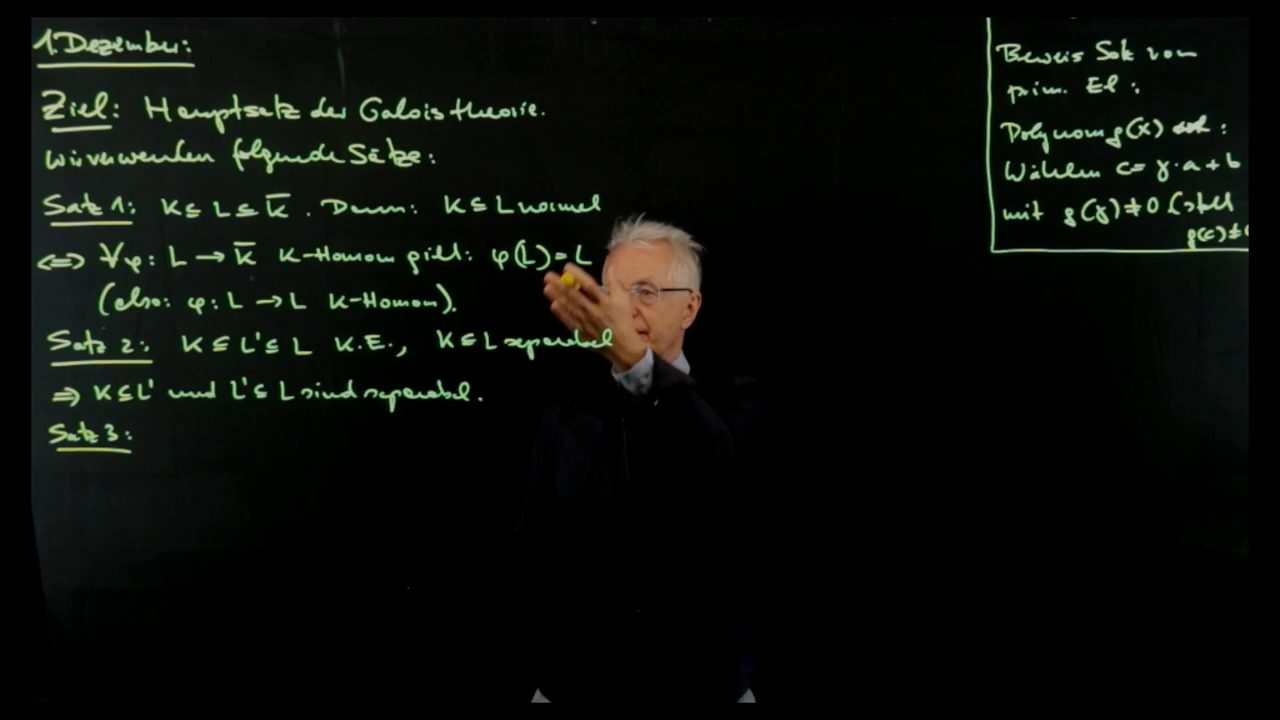 1. Dezember:
Ziel: Hauptsatz der Galoistheorie.
Wir verwenden folgende Sätze:
Satz 1: K ⊆ L ⊆ K̅ . Dann: K ⊆ L normal
⇔ ∀φ: L → K̅ K-Homom gilt: φ(L) = L
(also: φ: L → L K-Homom).
Satz 2: K ⊆ L' ⊆ L K.E., K ⊆ L separabel
⇒ K ⊆ L' und L' ⊆ L sind separabel.
Satz 3:
Beweis Satz vom
prim. El:
Polynom g(x) :
Wählen c = γ·a + b
mit g(γ) ≠ 0 (statt
g(c) ≠